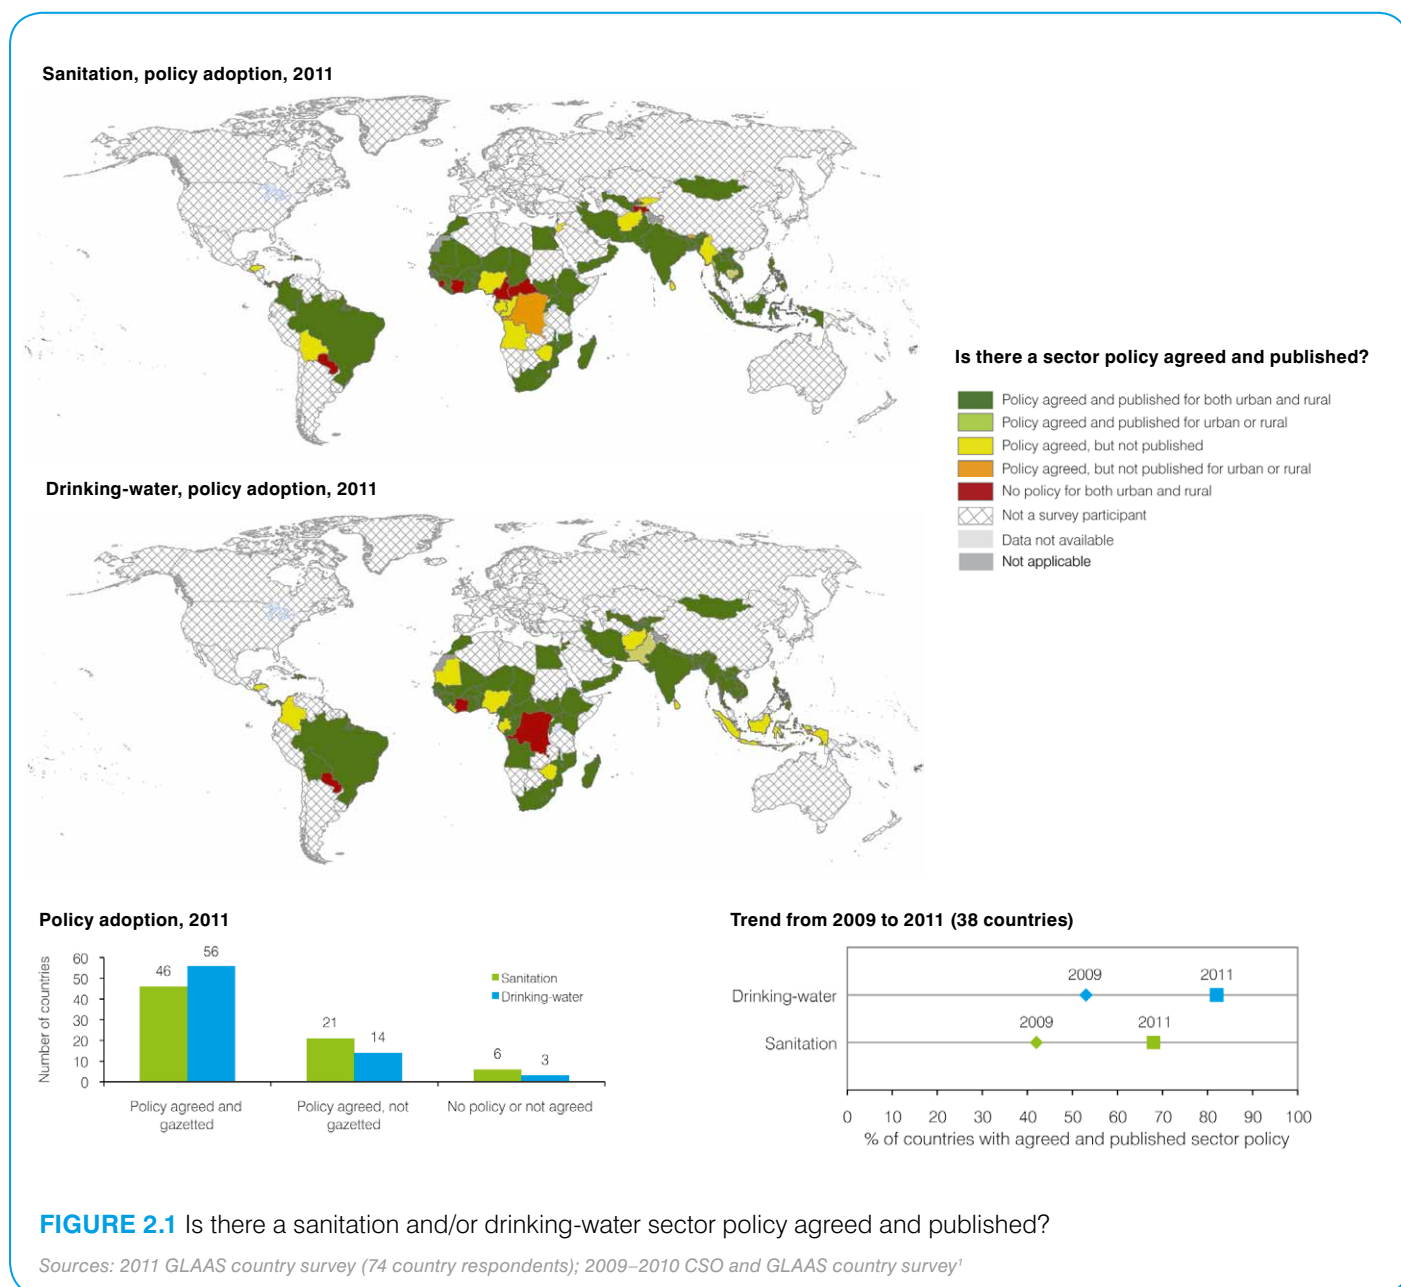 Sanitation, policy adoption, 2011
Is there a sector policy agreed and published?
Policy agreed and published for both urban and rural
Policy agreed and published for urban or rural
Policy agreed, but not published
Policy agreed, but not published for urban or rural
No policy for both urban and rural
Not a survey participant
Data not available
Not applicable
Drinking-water, policy adoption, 2011
Policy adoption, 2011
Number of countries
60
50
40
30
20
10
0
46
56
21
14
6
3
Sanitation
Drinking-water
Policy agreed and
gazetted
Policy agreed, not
gazetted
No policy or not agreed
Trend from 2009 to 2011 (38 countries)
2009
2011
Drinking-water
2009
2011
Sanitation
0 10 20 30 40 50 60 70 80 90 100
% of countries with agreed and published sector policy
FIGURE 2.1 Is there a sanitation and/or drinking-water sector policy agreed and published?
Sources: 2011 GLAAS country survey (74 country respondents); 2009–2010 CSO and GLAAS country survey¹